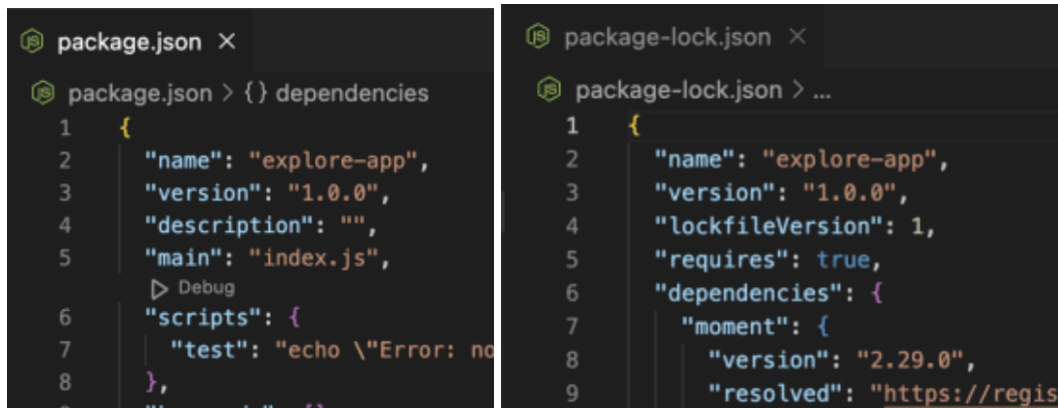 package.json ×
package.json > {} dependencies
1 {
2 "name": "explore-app",
3 "version": "1.0.0",
4 "description": "",
5 "main": "index.js",
Debug
6 "scripts": {
7 "test": "echo \"Error: no
8 },
package-lock.json ×
package-lock.json > ...
1 {
2 "name": "explore-app",
3 "version": "1.0.0",
4 "lockfileVersion": 1,
5 "requires": true,
6 "dependencies": {
7 "moment": {
8 "version": "2.29.0",
9 "resolved": "https://regis